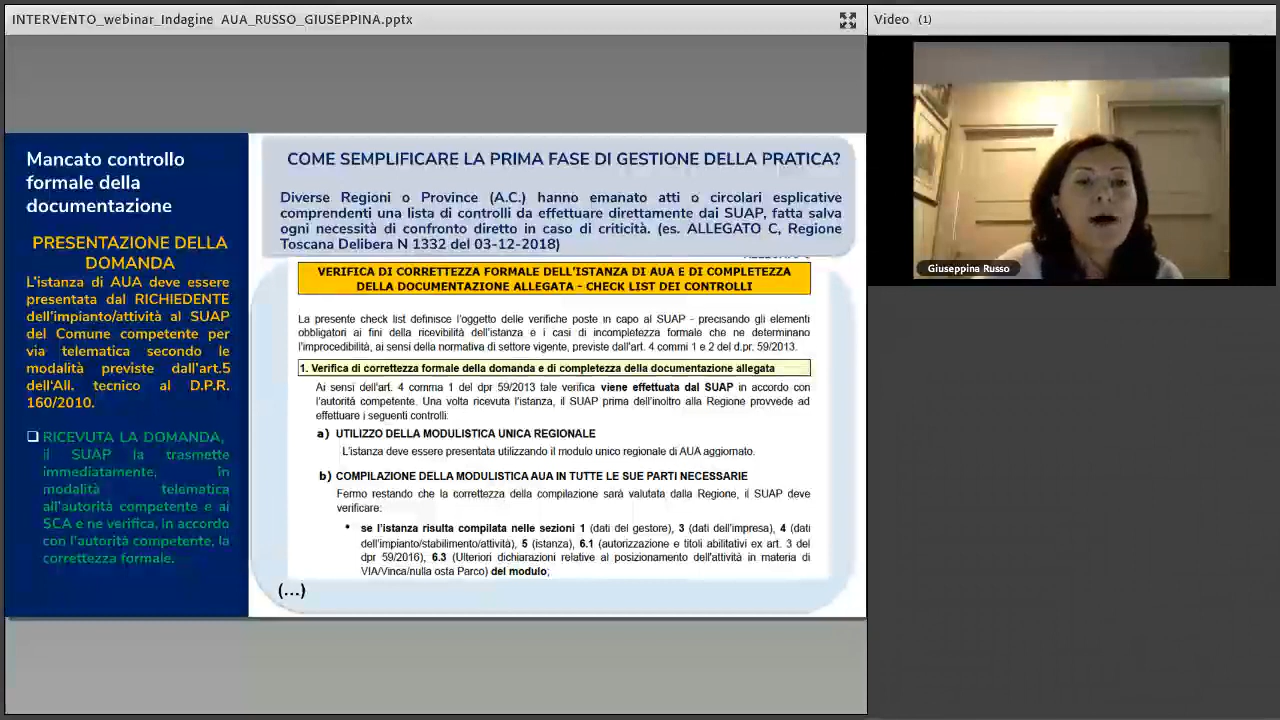 INTERVENTO_webinar_Indagine AUA_RUSSO_GIUSEPPINA.pptx
Video (1)
Giuseppina Russo
Mancato controllo
formale della
documentazione
PRESENTAZIONE DELLA
DOMANDA
L'istanza di AUA deve essere
presentata dal RICHIEDENTE
dell'impianto/attività al SUAP
del Comune competente per
via telematica secondo le
modalità previste dall'art.5
dell'All. tecnico al D.P.R.
160/2010.
❑ RICEVUTA LA DOMANDA,
il SUAP la trasmette
immediatamente, in
modalità telematica
all'autorità competente e ai
SCA e ne verifica, in accordo
con l'autorità competente, la
correttezza formale.
COME SEMPLIFICARE LA PRIMA FASE DI GESTIONE DELLA PRATICA?
Diverse Regioni o Province (A.C.) hanno emanato atti o circolari esplicative
comprendenti una lista di controlli da effettuare direttamente dai SUAP, fatta salva
ogni necessità di confronto diretto in caso di criticità. (es. ALLEGATO C, Regione
Toscana Delibera N 1332 del 03-12-2018)
VERIFICA DI CORRETTEZZA FORMALE DELL'ISTANZA DI AUA E DI COMPLETEZZA
DELLA DOCUMENTAZIONE ALLEGATA - CHECK LIST DEI CONTROLLI
La presente check list definisce l'oggetto delle verifiche poste in capo al SUAP - precisando gli elementi
obbligatori ai fini della ricevibilità dell'istanza e i casi di incompletezza formale che ne determinano
l'improcedibilità, ai sensi della normativa di settore vigente, previste dall'art. 4 commi 1 e 2 del d.pr. 59/2013.
1. Verifica di correttezza formale della domanda e di completezza della documentazione allegata
Ai sensi dell'art. 4 comma 1 del dpr 59/2013 tale verifica viene effettuata dal SUAP in accordo con
l'autorità competente. Una volta ricevuta l'istanza, il SUAP prima dell'inoltro alla Regione provvede ad
effettuare i seguenti controlli:
a) UTILIZZO DELLA MODULISTICA UNICA REGIONALE
L'istanza deve essere presentata utilizzando il modulo unico regionale di AUA aggiornato.
b) COMPILAZIONE DELLA MODULISTICA AUA IN TUTTE LE SUE PARTI NECESSARIE
Fermo restando che la correttezza della compilazione sarà valutata dalla Regione, il SUAP deve
verificare:
• se l'istanza risulta compilata nelle sezioni 1 (dati del gestore), 3 (dati dell'impresa), 4 (dati
dell'impianto/stabilimento/attività), 5 (istanza), 6.1 (autorizzazione e titoli abilitativi ex art. 3 del
dpr 59/2016), 6.3 (Ulteriori dichiarazioni relative al posizionamento dell'attività in materia di
VIA/Vinca/nulla osta Parco) del modulo;
(...)